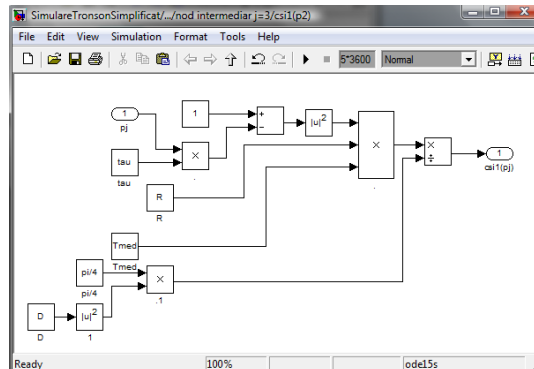 SimulareTronsonSimplificat/.../nod intermediar j=3/csi1(p2)
File Edit View Simulation Format Tools Help
5*3600 Normal
1
pj
1
+
−
|u|²
tau
tau
×
.
×
.
×
÷
1
csi1(pj)
R
R
Tmed
Tmed
pi/4
pi/4
×
.1
D
D
|u|²
1
Ready 100% ode15s